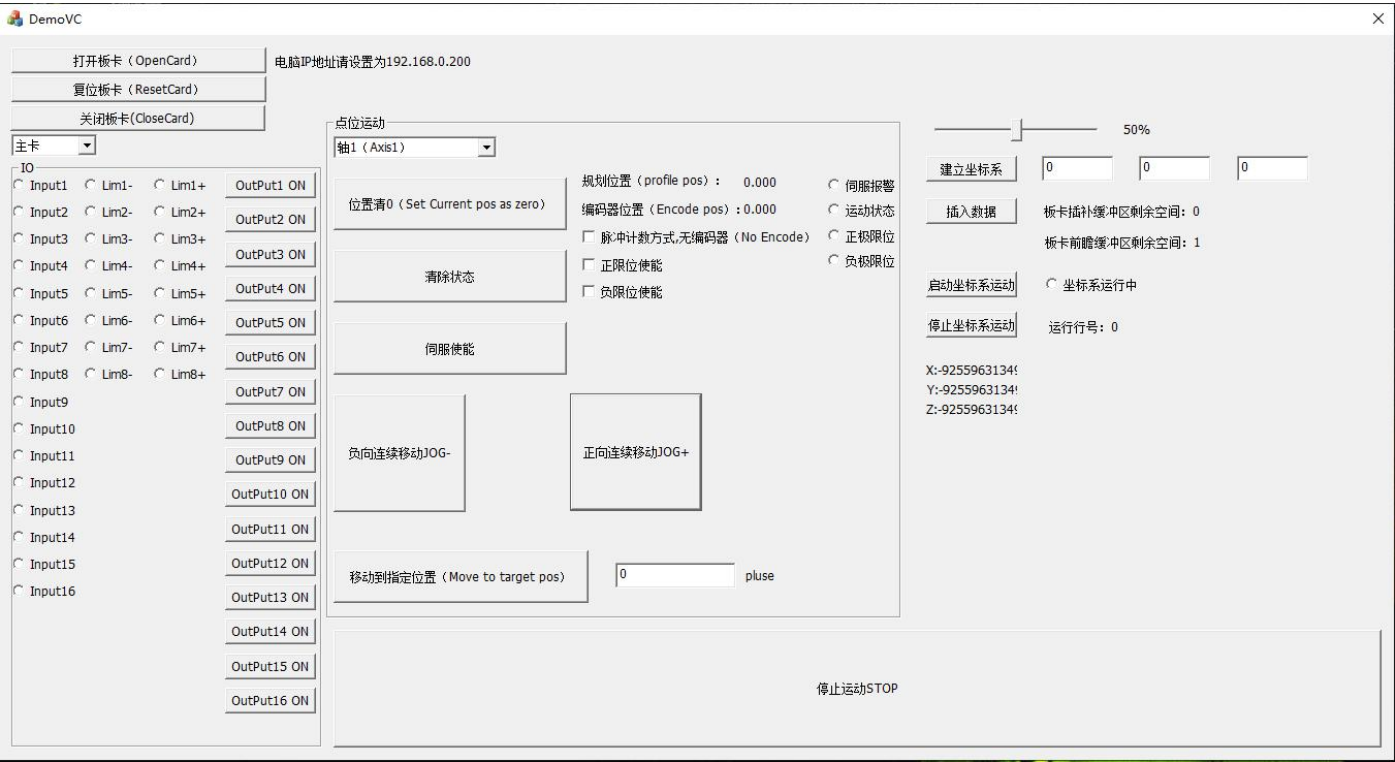 DemoVC
打开板卡（OpenCard）
电脑IP地址请设置为192.168.0.200
复位板卡（ResetCard）
关闭板卡(CloseCard)
主卡
IO
Input1 Lim1- Lim1+ OutPut1 ON
Input2 Lim2- Lim2+ OutPut2 ON
Input3 Lim3- Lim3+ OutPut3 ON
Input4 Lim4- Lim4+ OutPut4 ON
Input5 Lim5- Lim5+ OutPut5 ON
Input6 Lim6- Lim6+ OutPut6 ON
Input7 Lim7- Lim7+ OutPut7 ON
Input8 Lim8- Lim8+ OutPut8 ON
Input9 OutPut9 ON
Input10 OutPut10 ON
Input11 OutPut11 ON
Input12 OutPut12 ON
Input13 OutPut13 ON
Input14 OutPut14 ON
Input15 OutPut15 ON
Input16 OutPut16 ON
点位运动
轴1（Axis1）
位置清0（Set Current pos as zero）
清除状态
伺服使能
规划位置（profile pos）: 0.000
编码器位置（Encode pos）:0.000
脉冲计数方式,无编码器（No Encode）
正限位使能
负限位使能
伺服报警
运动状态
正极限位
负极限位
负向连续移动JOG-
正向连续移动JOG+
移动到指定位置（Move to target pos）
0 pluse
50%
建立坐标系 0 0 0
插入数据 板卡插补缓冲区剩余空间: 0
板卡前瞻缓冲区剩余空间: 1
启动坐标系运动 坐标系运行中
停止坐标系运动 运行行号: 0
X:-9255963134
Y:-9255963134
Z:-9255963134
停止运动STOP